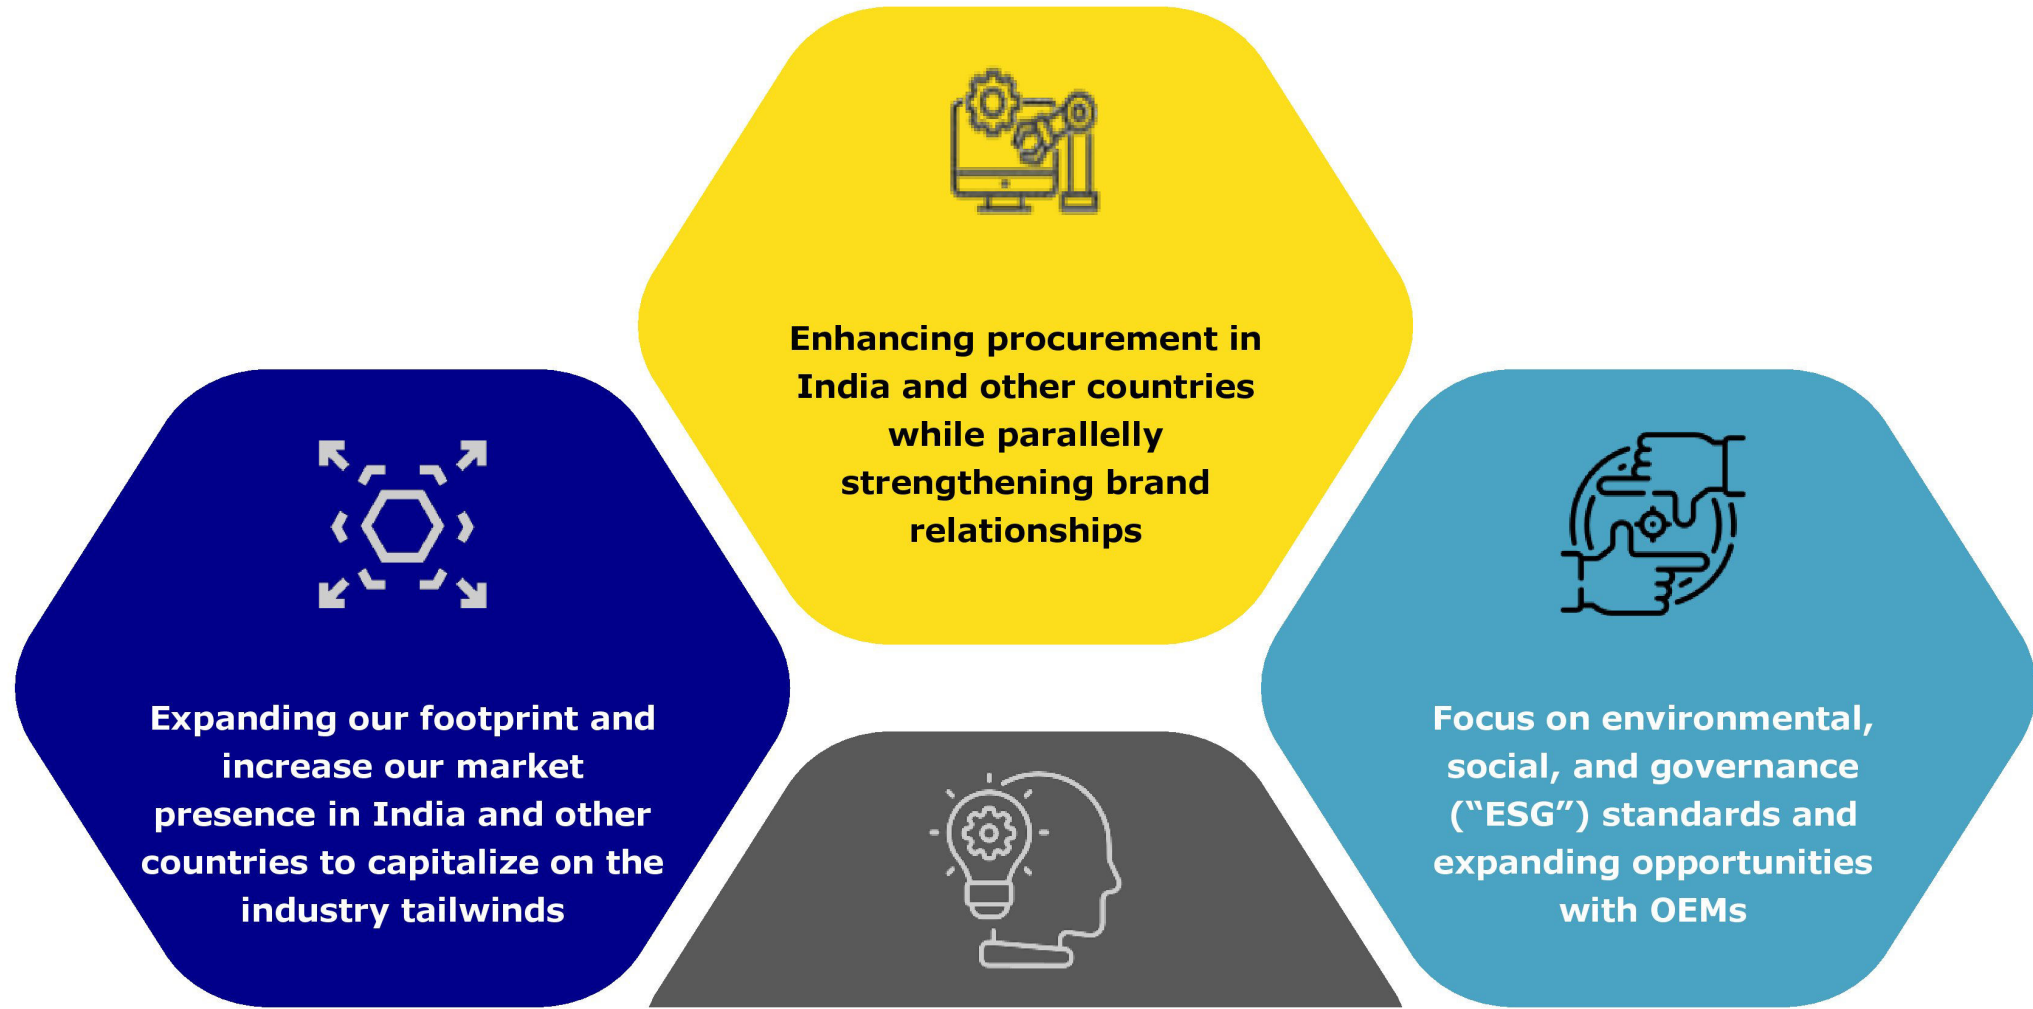 Enhancing procurement in
India and other countries
while parallelly
strengthening brand
relationships
Expanding our footprint and
increase our market
presence in India and other
countries to capitalize on the
industry tailwinds
Focus on environmental,
social, and governance
(“ESG”) standards and
expanding opportunities
with OEMs